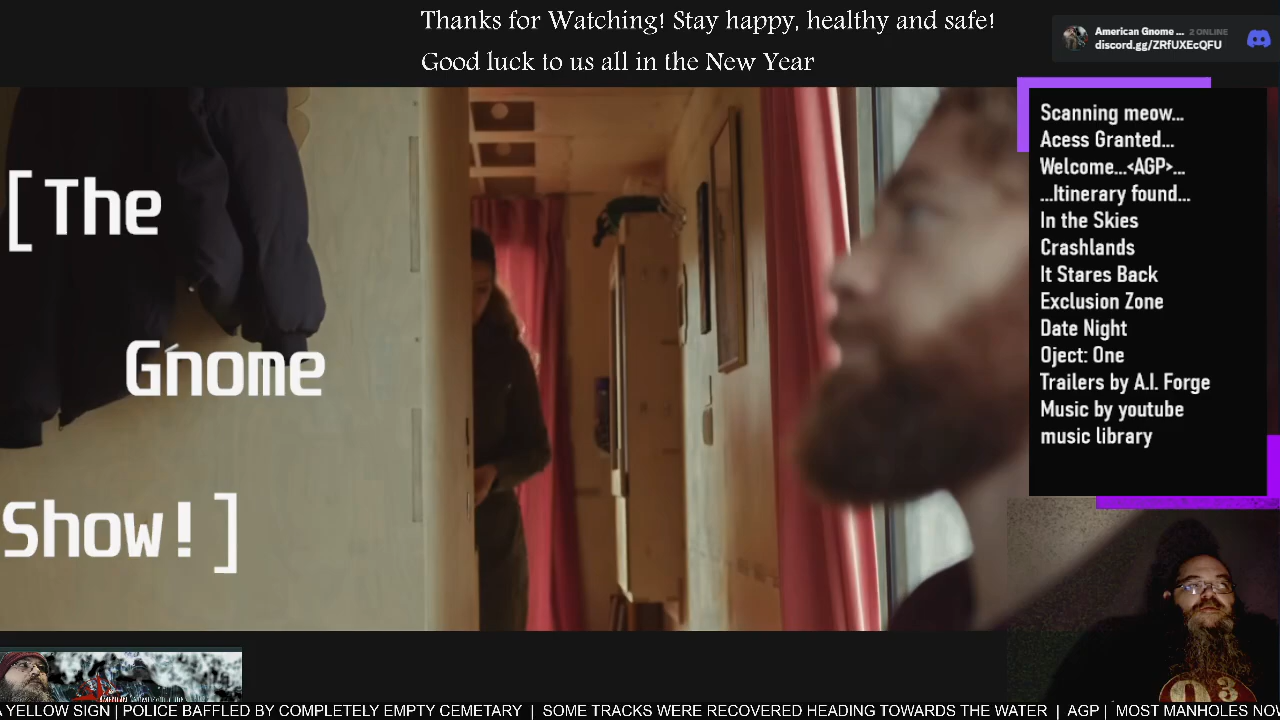 Thanks for Watching! Stay happy, healthy and safe!
Good luck to us all in the New Year
American Gnome ... 2 ONLINE
discord.gg/ZRfUXEcQFU
[ The
Gnome
Show! ]
Scanning meow...
Acess Granted...
Welcome...<AGP>...
...Itinerary found...
In the Skies
Crashlands
It Stares Back
Exclusion Zone
Date Night
Oject: One
Trailers by A.I. Forge
Music by youtube
music library
A YELLOW SIGN | POLICE BAFFLED BY COMPLETELY EMPTY CEMETARY | SOME TRACKS WERE RECOVERED HEADING TOWARDS THE WATER | AGP | MOST MANHOLES NOW